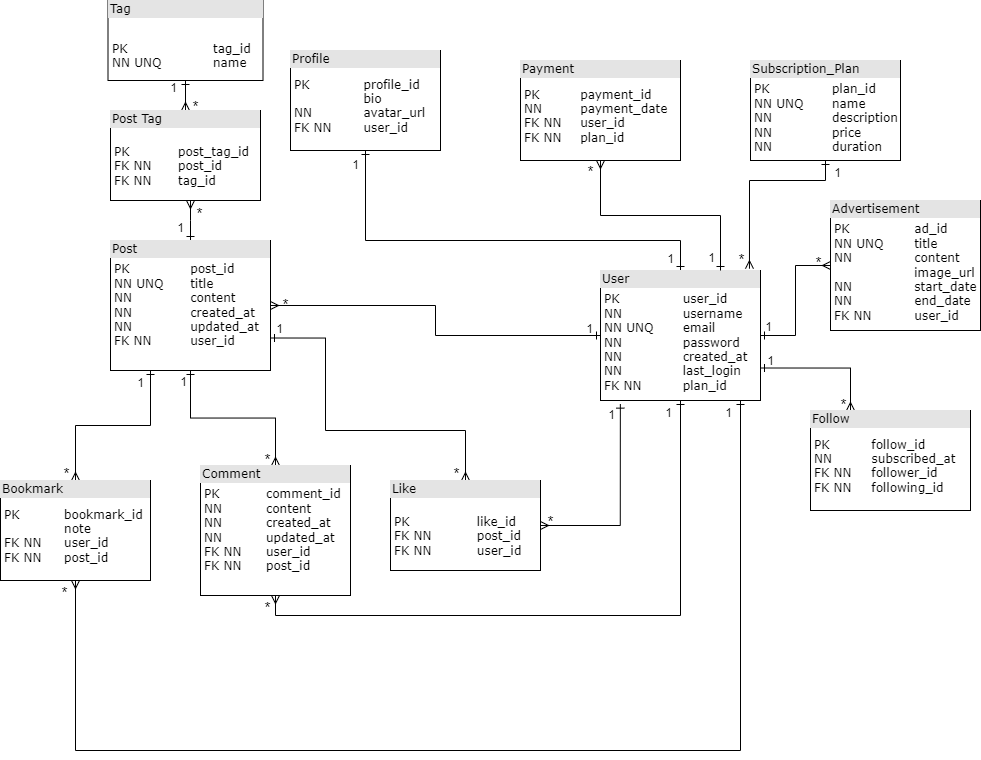 Tag
PK tag_id
NN UNQ name
1
*
Post Tag
PK post_tag_id
FK NN post_id
FK NN tag_id
*
1
Profile
PK profile_id
bio
NN avatar_url
FK NN user_id
1
1
Payment
PK payment_id
NN payment_date
FK NN user_id
FK NN plan_id
*
1
Subscription_Plan
PK plan_id
NN UNQ name
NN description
NN price
NN duration
1
*
Advertisement
PK ad_id
NN UNQ title
NN content
image_url
NN start_date
NN end_date
FK NN user_id
*
1
Post
PK post_id
NN UNQ title
NN content
NN created_at
NN updated_at
FK NN user_id
*
1
1
1
1
User
PK user_id
NN username
NN UNQ email
NN password
NN created_at
NN last_login
FK NN plan_id
1
1
1
1
*
Follow
PK follow_id
NN subscribed_at
FK NN follower_id
FK NN following_id
*
Bookmark
PK bookmark_id
note
FK NN user_id
FK NN post_id
*
*
Comment
PK comment_id
NN content
NN created_at
NN updated_at
FK NN user_id
FK NN post_id
*
*
Like
PK like_id
FK NN post_id
FK NN user_id
*